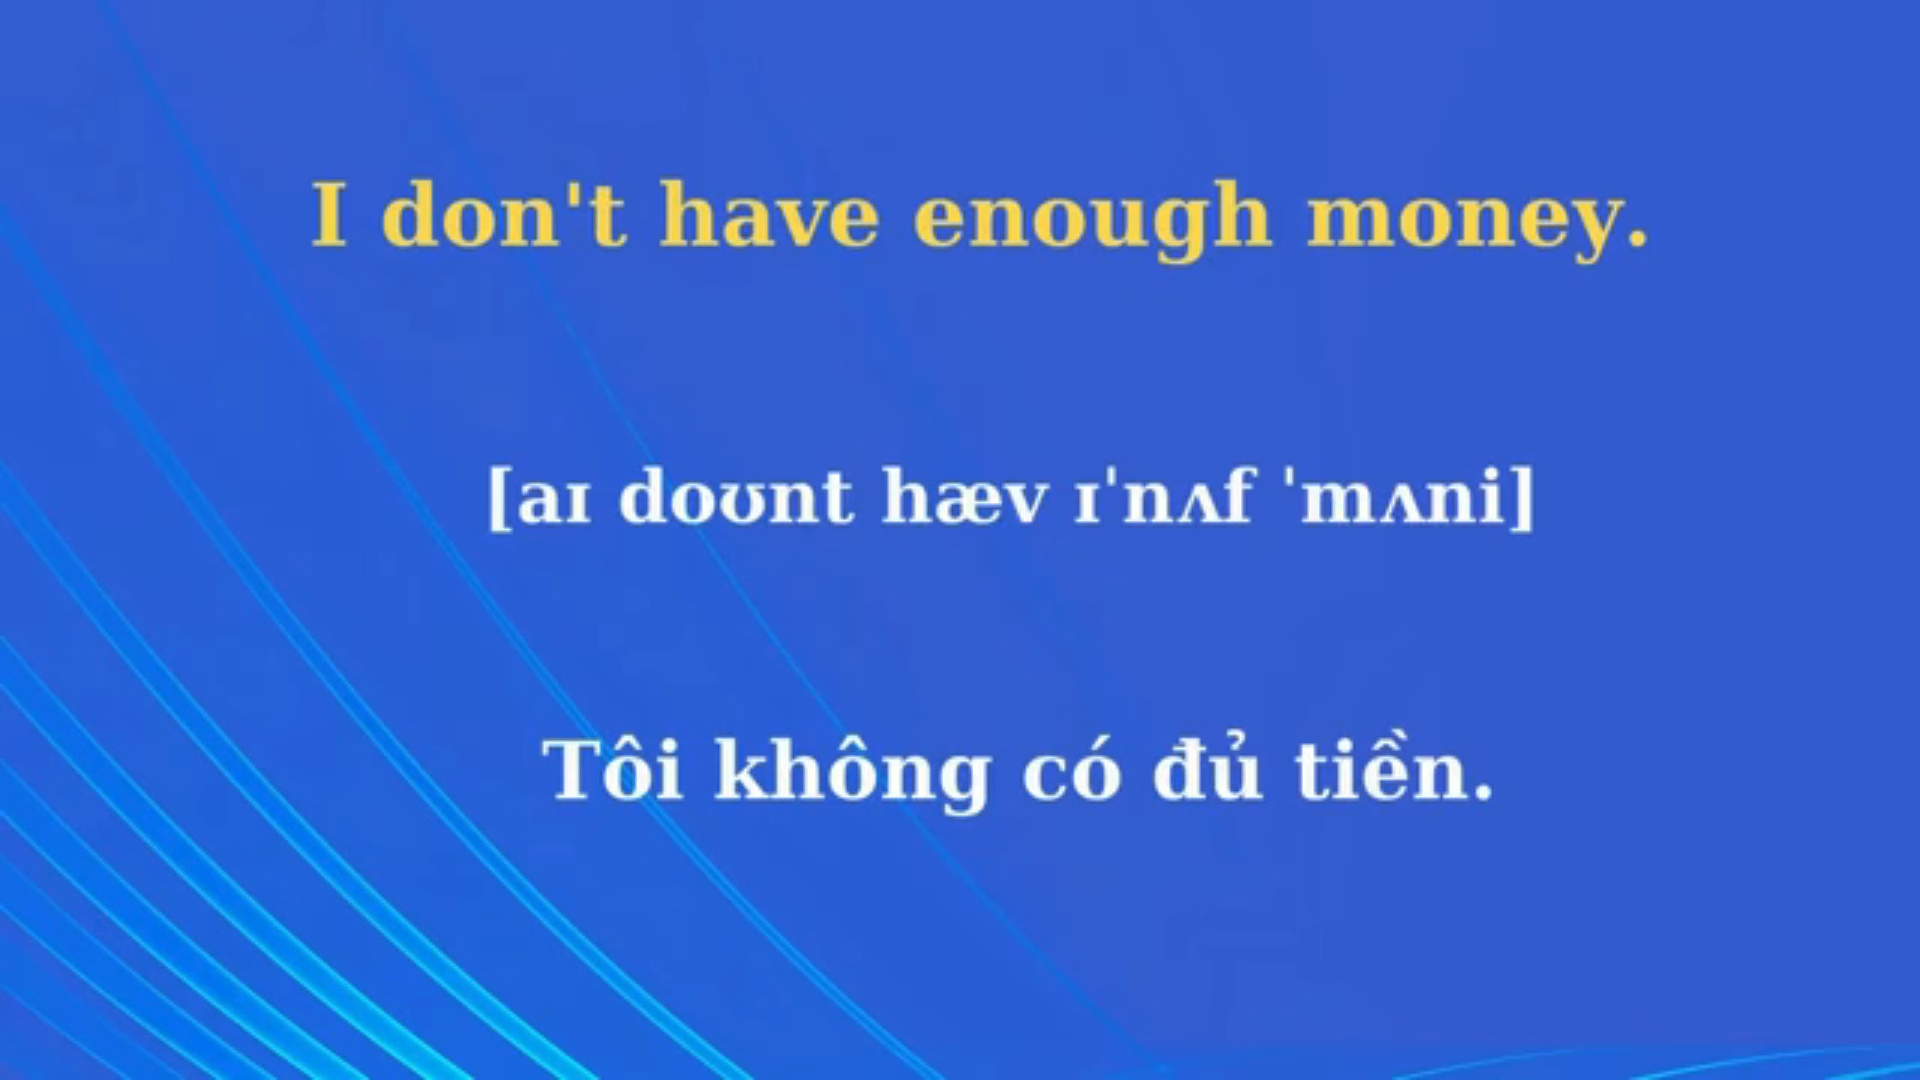 I don't have enough money.
[aɪ doʊnt hæv ɪˈnʌf ˈmʌni]
Tôi không có đủ tiền.